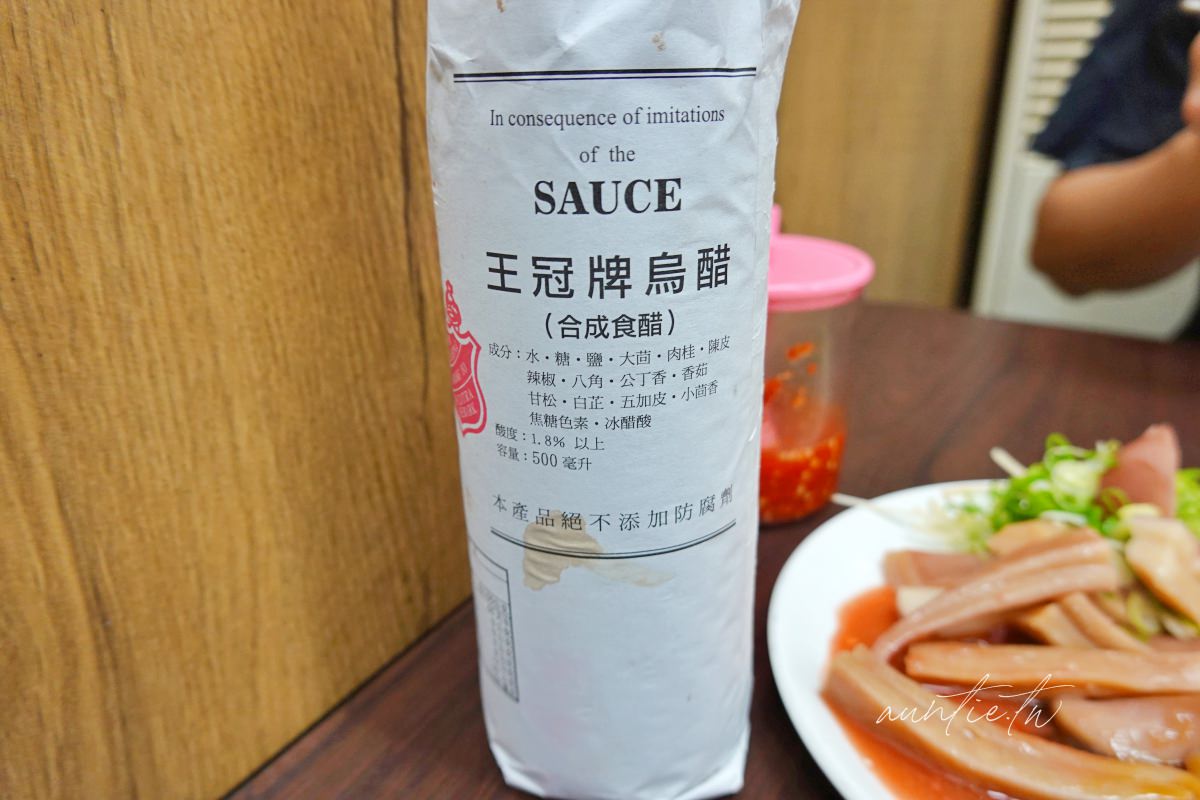 In consequence of imitations
of the
SAUCE
王冠牌烏醋
(合成食醋)
成分：水・糖・鹽・大茴・肉桂・陳皮
辣椒・八角・公丁香・香茹
甘松・白芷・五加皮・小茴香
焦糖色素・冰醋酸
酸度：1.8% 以上
容量：500 毫升
本產品絕不添加防腐劑
auntie.tw